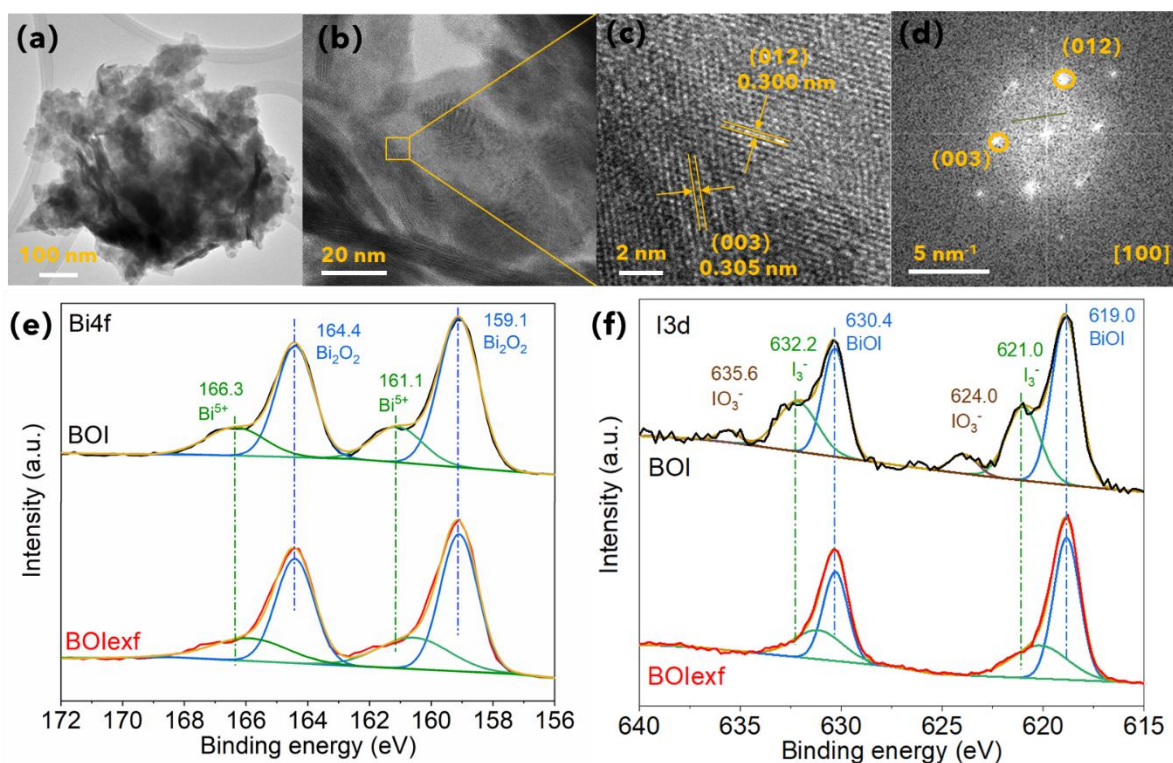 (a)
100 nm
(b)
20 nm
(c)
(012)
0.300 nm
(003)
0.305 nm
2 nm
(d)
(012)
(003)
5 nm⁻¹
[100]
(e)
Bi4f
164.4
Bi₂O₂
159.1
Bi₂O₂
166.3
Bi⁵⁺
161.1
Bi⁵⁺
BOI
BOIexf
Intensity (a.u.)
172 170 168 166 164 162 160 158 156
Binding energy (eV)
(f)
I3d
635.6
IO₃⁻
632.2
I₃⁻
630.4
BiOI
624.0
IO₃⁻
621.0
I₃⁻
619.0
BiOI
BOI
BOIexf
Intensity (a.u.)
640 635 630 625 620 615
Binding energy (eV)